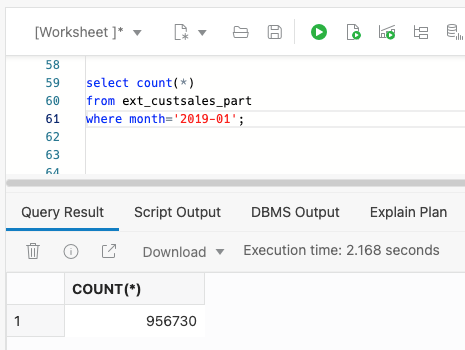 [Worksheet ]*
58
59 select count(*)
60 from ext_custsales_part
61 where month='2019-01';
62
63
64
Query Result Script Output DBMS Output Explain Plan
Download Execution time: 2.168 seconds
COUNT(*)
1 956730